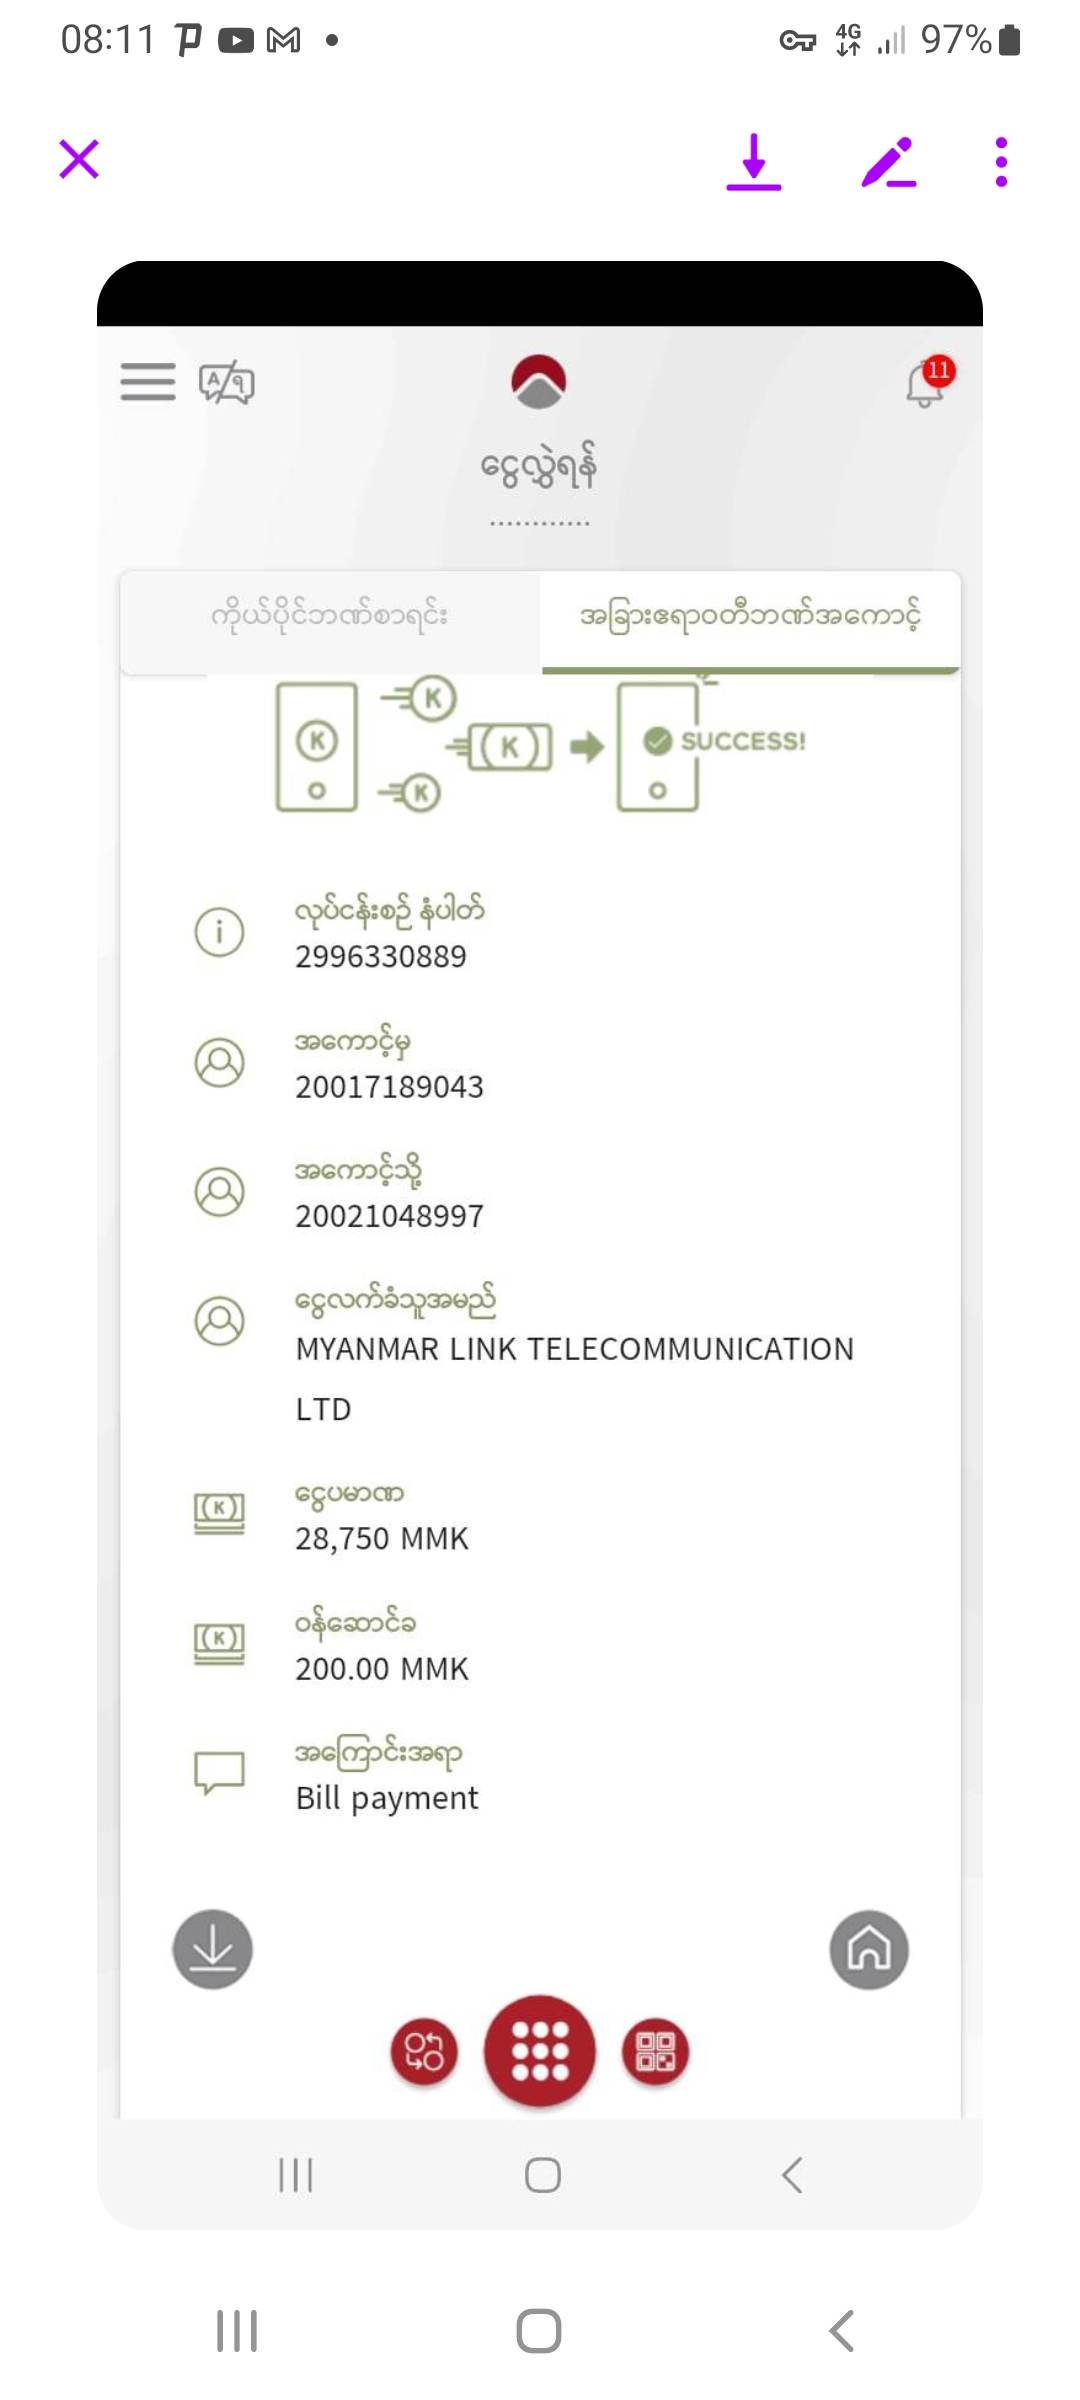 08:11
4G
97%
A/ရ
11
ငွေလွှဲရန်
ကိုယ်ပိုင်ဘဏ်စာရင်း
အခြားဧရာဝတီဘဏ်အကောင့်
K
K
K
K
SUCCESS!
လုပ်ငန်းစဉ် နံပါတ်
2996330889
အကောင့်မှ
20017189043
အကောင့်သို့
20021048997
ငွေလက်ခံသူအမည်
MYANMAR LINK TELECOMMUNICATION
LTD
ငွေပမာဏ
28,750 MMK
ဝန်ဆောင်ခ
200.00 MMK
အကြောင်းအရာ
Bill payment